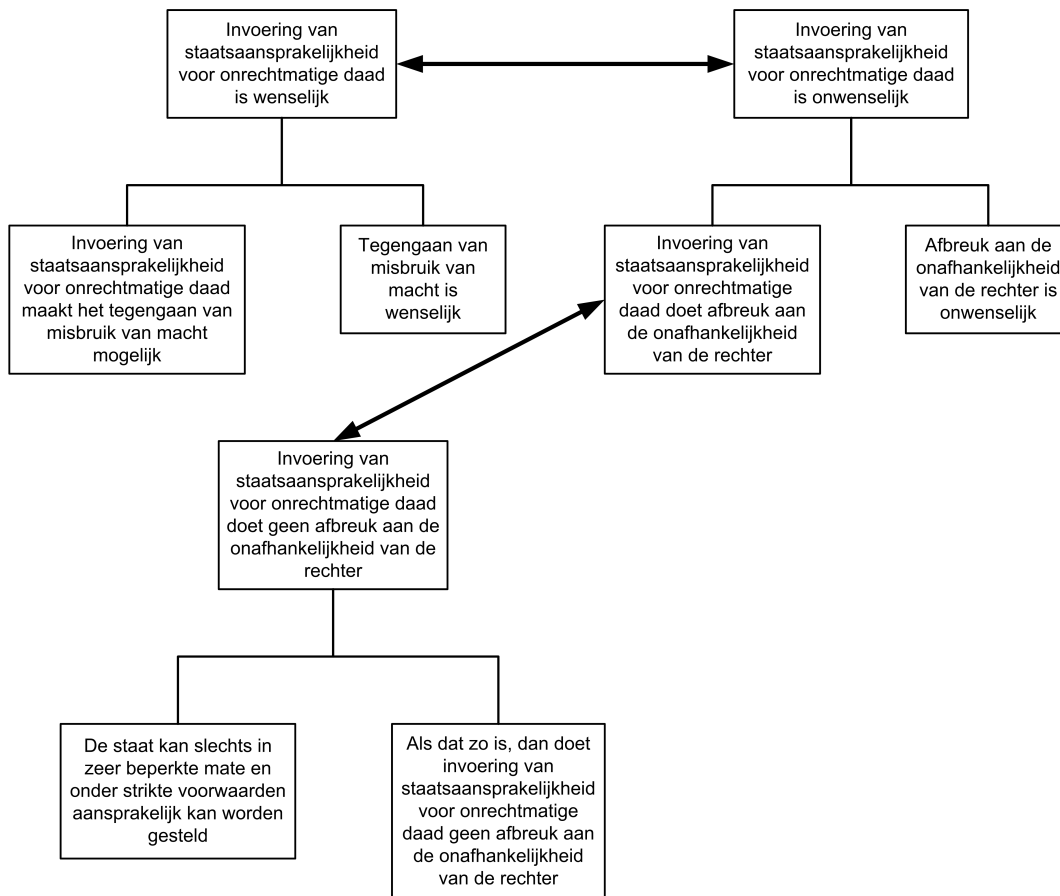 Invoering van
staatsaansprakelijkheid
voor onrechtmatige daad
is wenselijk
Invoering van
staatsaansprakelijkheid
voor onrechtmatige daad
is onwenselijk
Invoering van
staatsaansprakelijkheid
voor onrechtmatige daad
maakt het tegengaan van
misbruik van macht
mogelijk
Tegengaan van
misbruik van
macht is
wenselijk
Invoering van
staatsaansprakelijkheid
voor onrechtmatige
daad doet afbreuk aan
de onafhankelijkheid
van de rechter
Afbreuk aan de
onafhankelijkheid
van de rechter is
onwenselijk
Invoering van
staatsaansprakelijkheid
voor onrechtmatige daad
doet geen afbreuk aan de
onafhankelijkheid van de
rechter
De staat kan slechts in
zeer beperkte mate en
onder strikte voorwaarden
aansprakelijk kan worden
gesteld
Als dat zo is, dan doet
invoering van
staatsaansprakelijkheid
voor onrechtmatige
daad geen afbreuk aan
de onafhankelijkheid
van de rechter